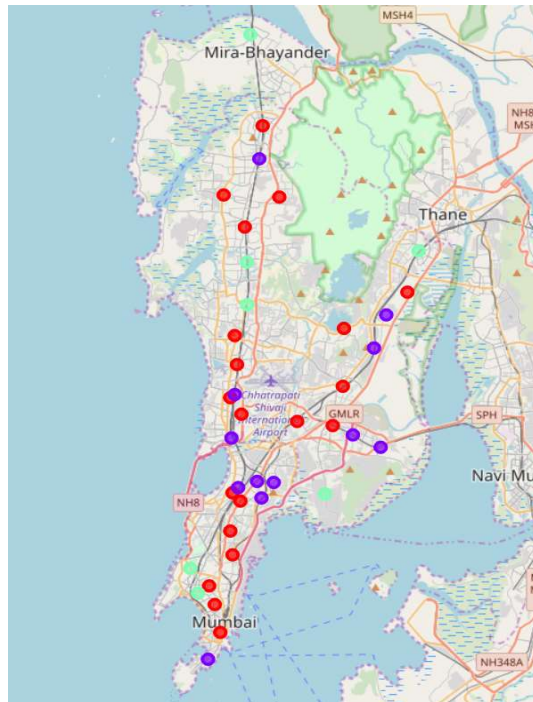 MSH4
Mira-Bhayander
NH8
MSH
Thane
Chhatrapati
Shivaji
International
Airport
GMLR
SPH
Navi Mu
NH8
Mumbai
NH348A